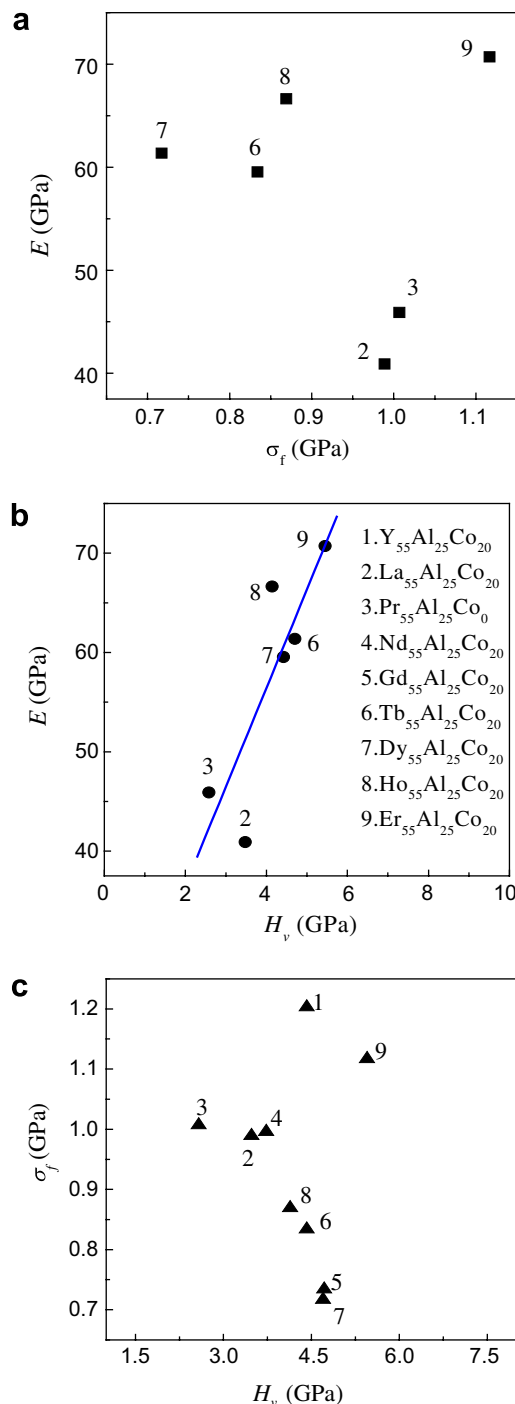 a
70
60
50
40
E (GPa)
7
6
8
9
3
2
0.7 0.8 0.9 1.0 1.1
σf (GPa)
b
70
60
50
40
E (GPa)
9
8
7
6
3
2
1.Y55Al25Co20
2.La55Al25Co20
3.Pr55Al25Co0
4.Nd55Al25Co20
5.Gd55Al25Co20
6.Tb55Al25Co20
7.Dy55Al25Co20
8.Ho55Al25Co20
9.Er55Al25Co20
0 2 4 6 8 10
Hv (GPa)
c
1.2
1.1
1.0
0.9
0.8
0.7
σf (GPa)
1
9
3
4
2
8
6
5
7
1.5 3.0 4.5 6.0 7.5
Hv (GPa)